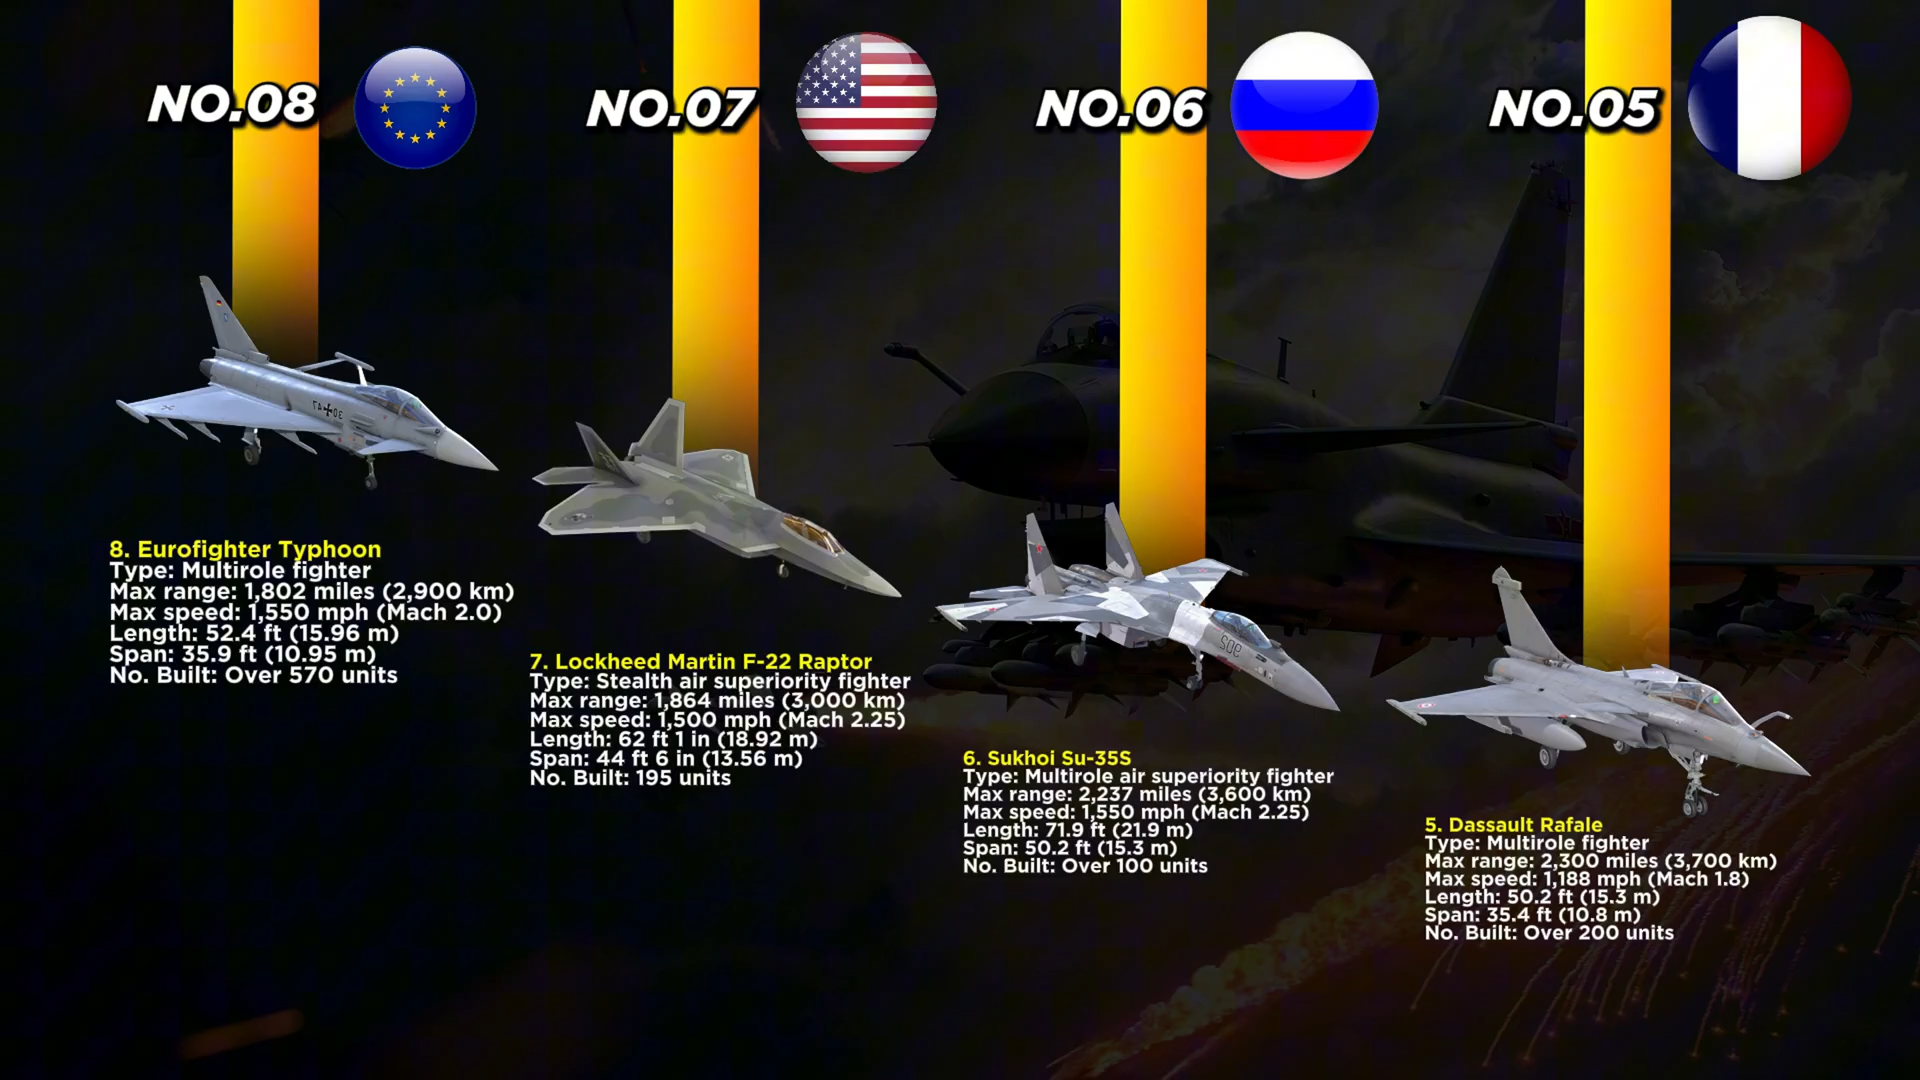 NO.08
NO.07
NO.06
NO.05
8. Eurofighter Typhoon
Type: Multirole fighter
Max range: 1,802 miles (2,900 km)
Max speed: 1,550 mph (Mach 2.0)
Length: 52.4 ft (15.96 m)
Span: 35.9 ft (10.95 m)
No. Built: Over 570 units
7. Lockheed Martin F-22 Raptor
Type: Stealth air superiority fighter
Max range: 1,864 miles (3,000 km)
Max speed: 1,500 mph (Mach 2.25)
Length: 62 ft 1 in (18.92 m)
Span: 44 ft 6 in (13.56 m)
No. Built: 195 units
6. Sukhoi Su-35S
Type: Multirole air superiority fighter
Max range: 2,237 miles (3,600 km)
Max speed: 1,550 mph (Mach 2.25)
Length: 71.9 ft (21.9 m)
Span: 50.2 ft (15.3 m)
No. Built: Over 100 units
5. Dassault Rafale
Type: Multirole fighter
Max range: 2,300 miles (3,700 km)
Max speed: 1,188 mph (Mach 1.8)
Length: 50.2 ft (15.3 m)
Span: 35.4 ft (10.8 m)
No. Built: Over 200 units